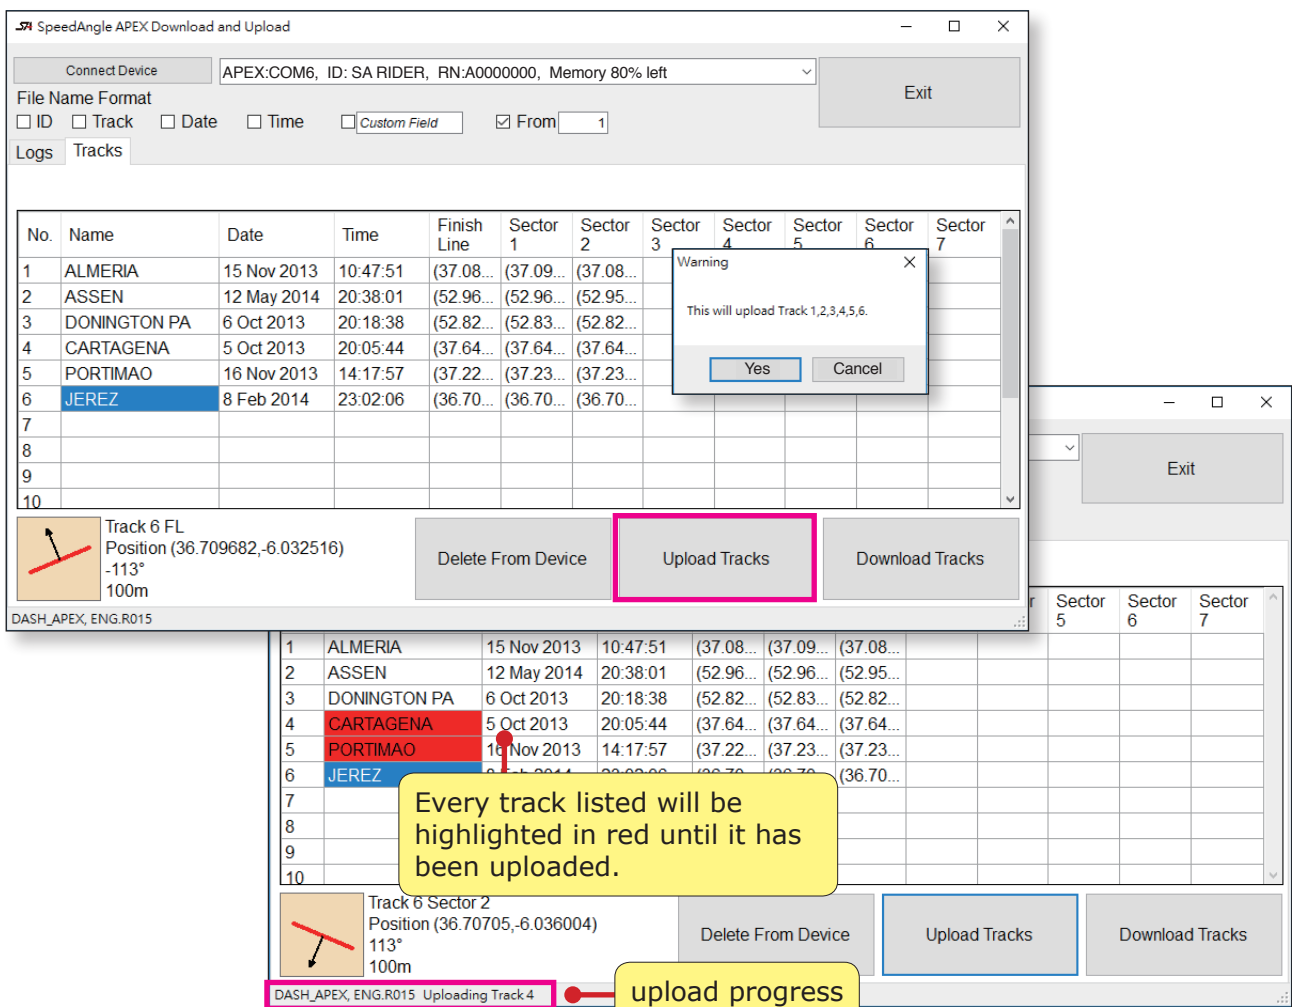 SA SpeedAngle APEX Download and Upload
Connect Device APEX:COM6, ID: SA RIDER, RN:A0000000, Memory 80% left
Exit
File Name Format
ID Track Date Time Custom Field From 1
Logs Tracks
No. Name Date Time Finish Line Sector 1 Sector 2 Sector 3 Sector 4 Sector 5 Sector 6 Sector 7
1 ALMERIA 15 Nov 2013 10:47:51 (37.08... (37.09... (37.08...
2 ASSEN 12 May 2014 20:38:01 (52.96... (52.96... (52.95...
3 DONINGTON PA 6 Oct 2013 20:18:38 (52.82... (52.83... (52.82...
4 CARTAGENA 5 Oct 2013 20:05:44 (37.64... (37.64... (37.64...
5 PORTIMAO 16 Nov 2013 14:17:57 (37.22... (37.23... (37.23...
6 JEREZ 8 Feb 2014 23:02:06 (36.70... (36.70... (36.70...
7
8
9
10
Warning
This will upload Track 1,2,3,4,5,6.
Yes Cancel
Track 6 FL
Position (36.709682,-6.032516)
-113°
100m
Delete From Device Upload Tracks Download Tracks
DASH_APEX, ENG.R015
Exit
Sector 5 Sector 6 Sector 7
1 ALMERIA 15 Nov 2013 10:47:51 (37.08... (37.09... (37.08...
2 ASSEN 12 May 2014 20:38:01 (52.96... (52.96... (52.95...
3 DONINGTON PA 6 Oct 2013 20:18:38 (52.82... (52.83... (52.82...
4 CARTAGENA 5 Oct 2013 20:05:44 (37.64... (37.64... (37.64...
5 PORTIMAO 16 Nov 2013 14:17:57 (37.22... (37.23... (37.23...
6 JEREZ 8 Feb 2014 23:02:06 (36.70... (36.70... (36.70...
7
8
9
10
Every track listed will be
highlighted in red until it has
been uploaded.
Track 6 Sector 2
Position (36.70705,-6.036004)
113°
100m
Delete From Device Upload Tracks Download Tracks
DASH_APEX, ENG.R015 Uploading Track 4
upload progress